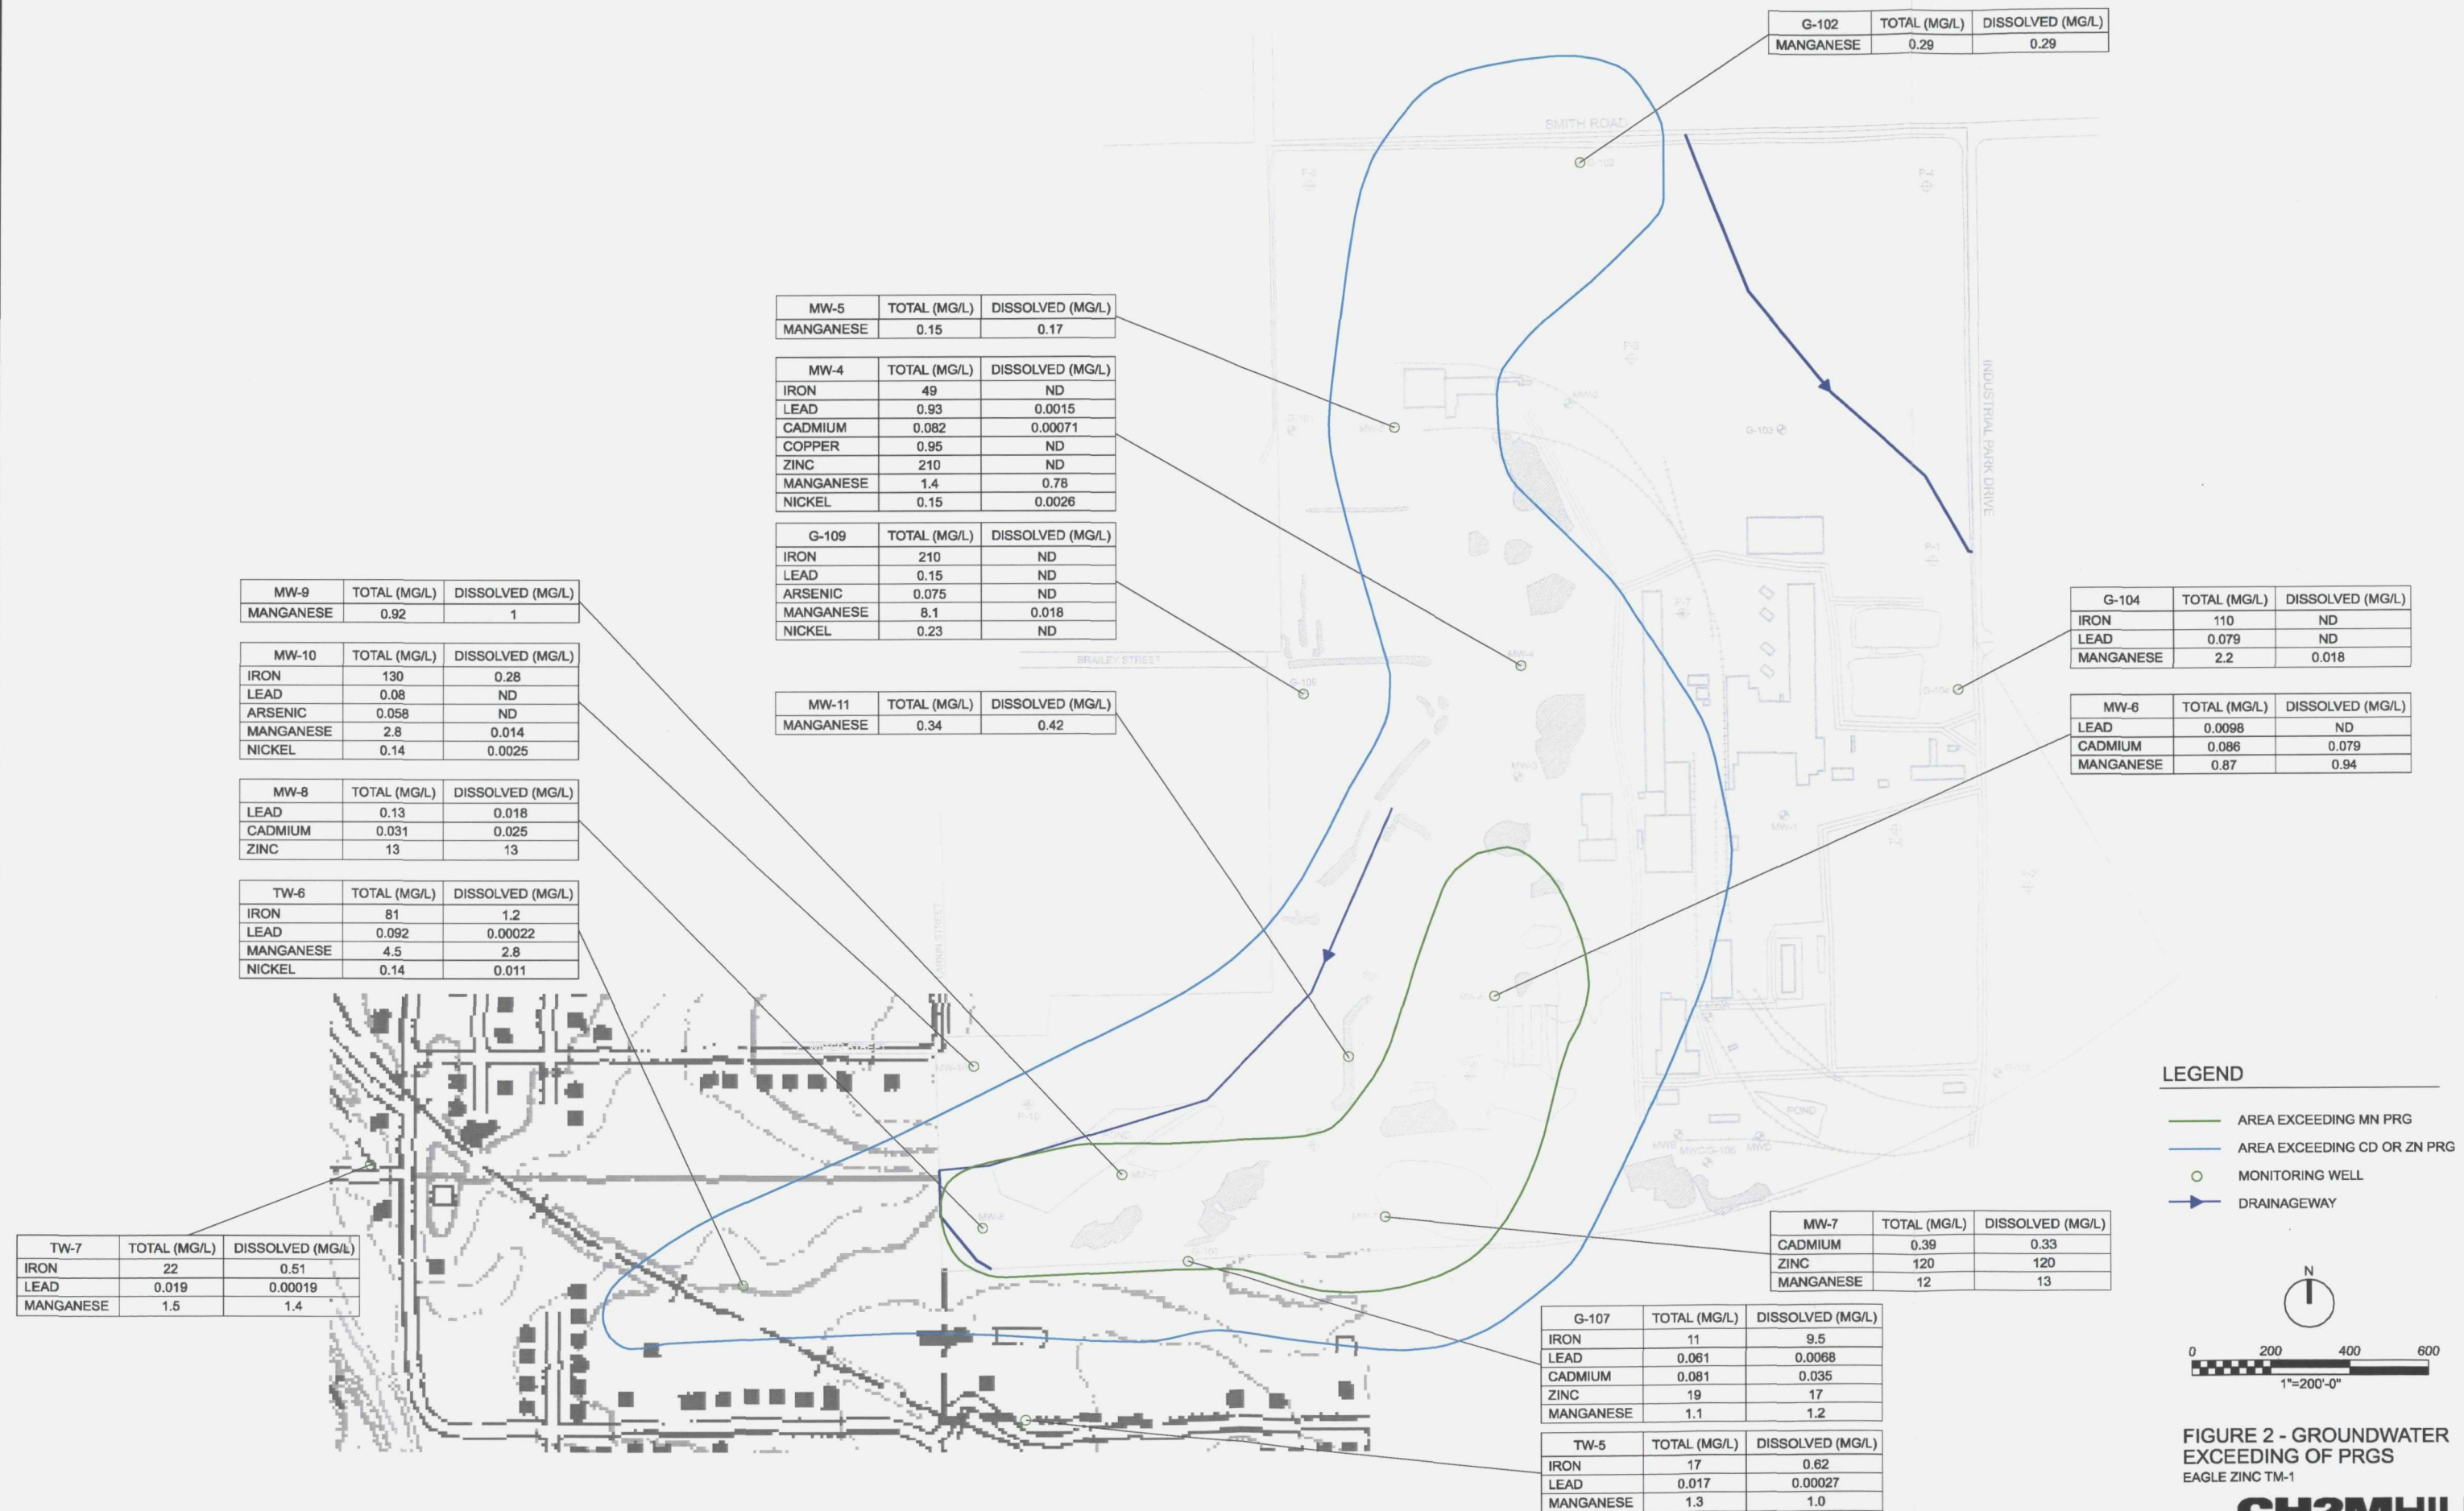 G-102 TOTAL (MG/L) DISSOLVED (MG/L)
MANGANESE 0.29 0.29
SMITH ROAD
G-102
MW-5 TOTAL (MG/L) DISSOLVED (MG/L)
MANGANESE 0.15 0.17
MW-4 TOTAL (MG/L) DISSOLVED (MG/L)
IRON 49 ND
LEAD 0.93 0.0015
CADMIUM 0.082 0.00071
COPPER 0.95 ND
ZINC 210 ND
MANGANESE 1.4 0.78
NICKEL 0.15 0.0026
G-103
INDUSTRIAL PARK DRIVE
G-109 TOTAL (MG/L) DISSOLVED (MG/L)
IRON 210 ND
LEAD 0.15 ND
ARSENIC 0.075 ND
MANGANESE 8.1 0.018
NICKEL 0.23 ND
MW-9 TOTAL (MG/L) DISSOLVED (MG/L)
MANGANESE 0.92 1
G-104 TOTAL (MG/L) DISSOLVED (MG/L)
IRON 110 ND
LEAD 0.079 ND
MANGANESE 2.2 0.018
MW-10 TOTAL (MG/L) DISSOLVED (MG/L)
IRON 130 0.28
LEAD 0.08 ND
ARSENIC 0.058 ND
MANGANESE 2.8 0.014
NICKEL 0.14 0.0025
BRAILEY STREET
MW-4
MW-11 TOTAL (MG/L) DISSOLVED (MG/L)
MANGANESE 0.34 0.42
MW-6 TOTAL (MG/L) DISSOLVED (MG/L)
LEAD 0.0098 ND
CADMIUM 0.086 0.079
MANGANESE 0.87 0.94
MW-3
MW-8 TOTAL (MG/L) DISSOLVED (MG/L)
LEAD 0.13 0.018
CADMIUM 0.031 0.025
ZINC 13 13
MW-1
TW-6 TOTAL (MG/L) DISSOLVED (MG/L)
IRON 81 1.2
LEAD 0.092 0.00022
MANGANESE 4.5 2.8
NICKEL 0.14 0.011
MW-10
P-10
POND
LEGEND
AREA EXCEEDING MN PRG
AREA EXCEEDING CD OR ZN PRG
MONITORING WELL
DRAINAGEWAY
MW-8
TW-7 TOTAL (MG/L) DISSOLVED (MG/L)
IRON 22 0.51
LEAD 0.019 0.00019
MANGANESE 1.5 1.4
MW-7 TOTAL (MG/L) DISSOLVED (MG/L)
CADMIUM 0.39 0.33
ZINC 120 120
MANGANESE 12 13
N
0 200 400 600
1"=200'-0"
G-107 TOTAL (MG/L) DISSOLVED (MG/L)
IRON 11 9.5
LEAD 0.061 0.0068
CADMIUM 0.081 0.035
ZINC 19 17
MANGANESE 1.1 1.2
TW-5 TOTAL (MG/L) DISSOLVED (MG/L)
IRON 17 0.62
LEAD 0.017 0.00027
MANGANESE 1.3 1.0
FIGURE 2 - GROUNDWATER
EXCEEDING OF PRGS
EAGLE ZINC TM-1
CH2MHILL